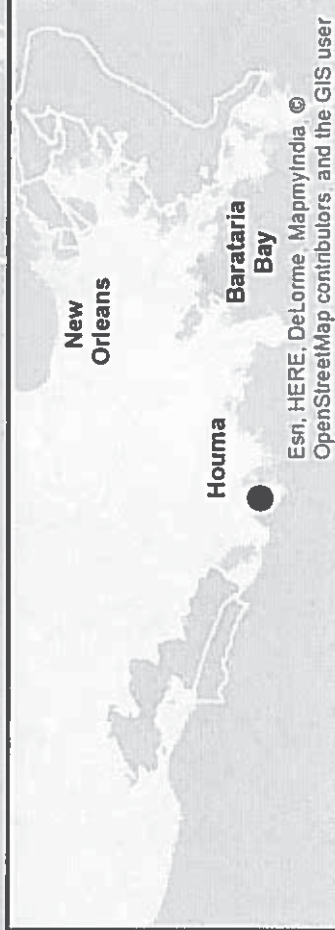 New
Orleans
Houma
Barataria
Bay
Esri, HERE, DeLorme, MapmyIndia, ©
OpenStreetMap contributors, and the GIS user